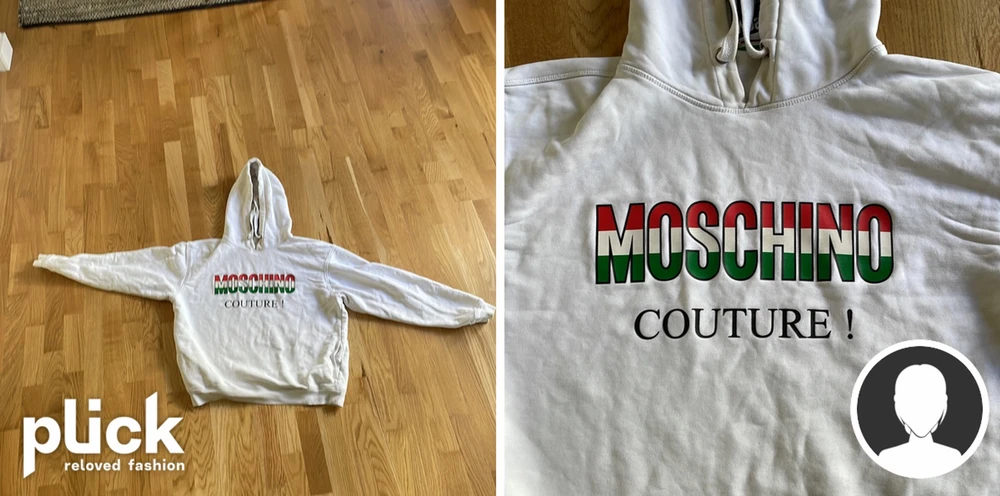 MOSCHINO
COUTURE !
plick
reloved fashion
MOSCHINO
COUTURE !